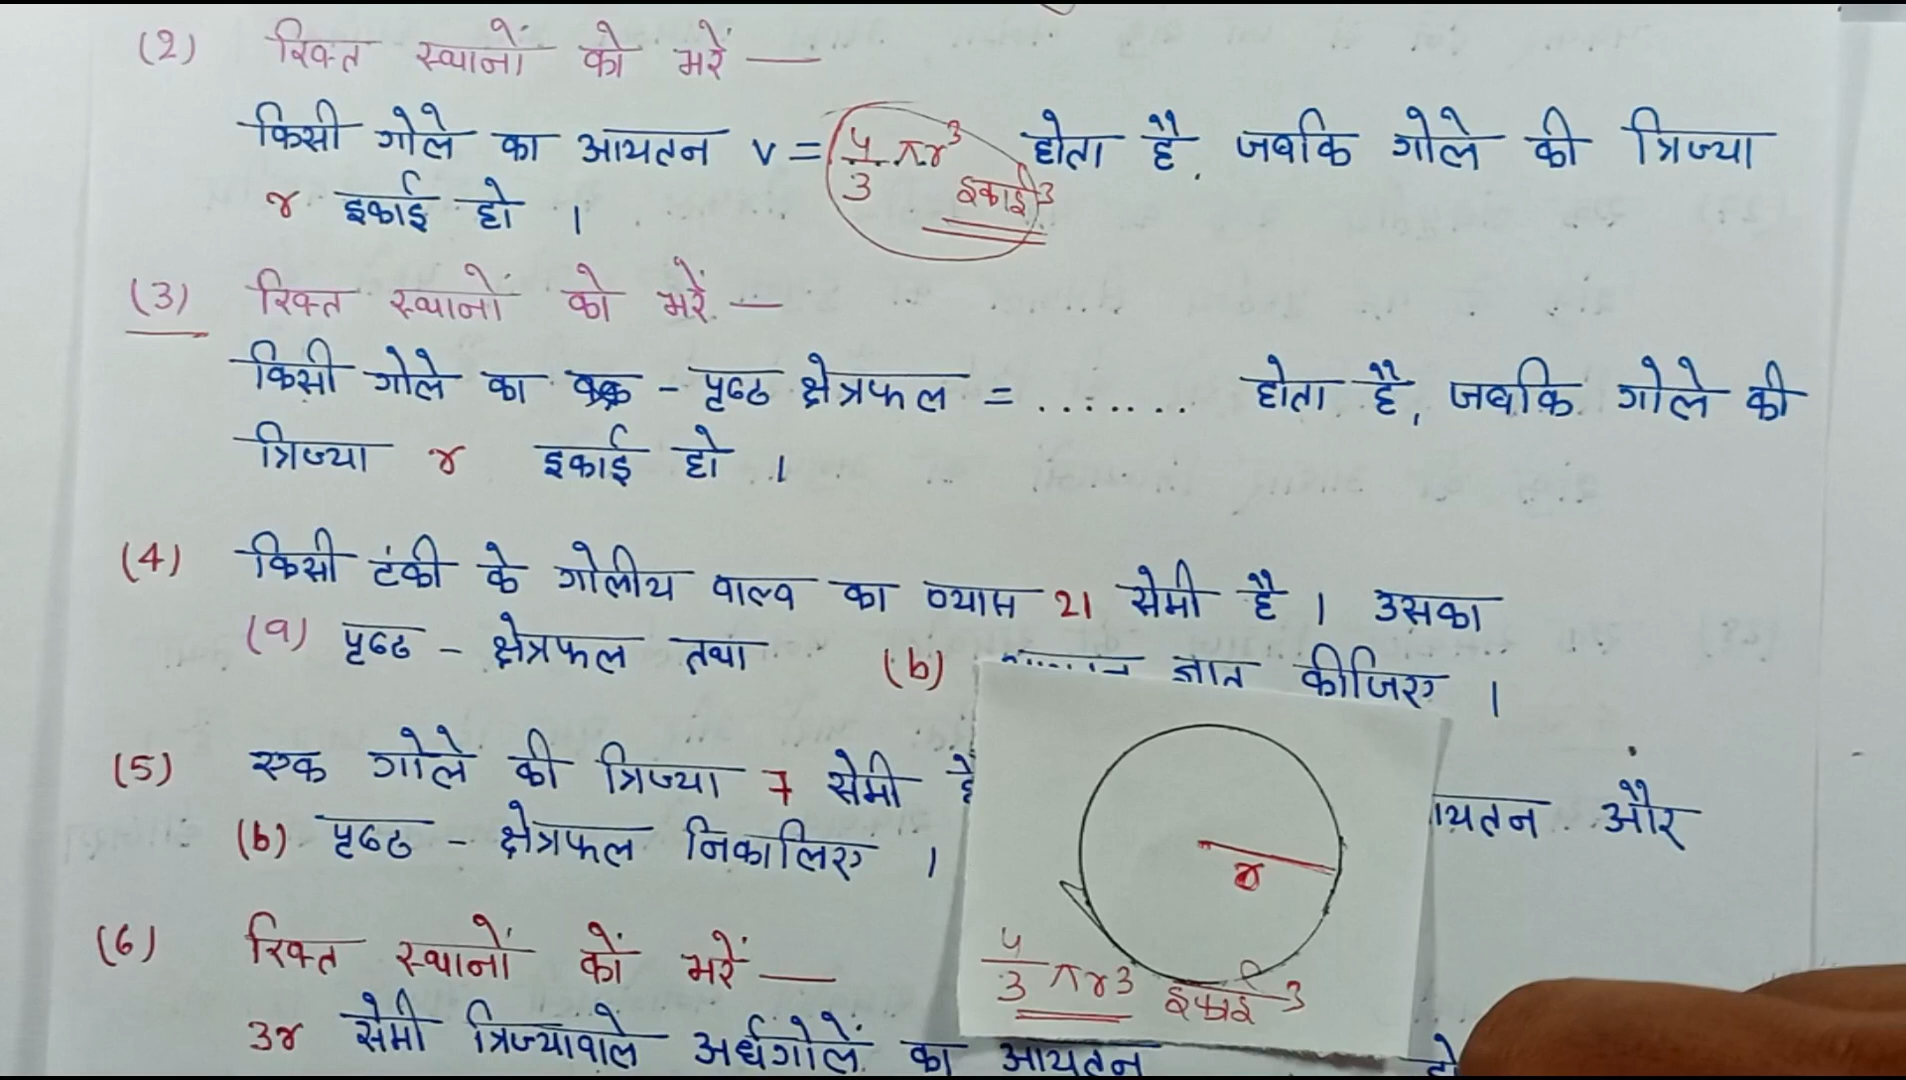 (2) रिक्त स्थानों को भरें —
किसी गोले का आयतन v = 4/3 πr³ इकाई³ होता है, जबकि गोले की त्रिज्या
r इकाई हो ।
(3) रिक्त स्थानों को भरें —
किसी गोले का वक्र - पृष्ठ क्षेत्रफल = ........ होता है, जबकि गोले की
त्रिज्या r इकाई हो ।
(4) किसी टंकी के गोलीय वाल्व का व्यास 21 सेमी है । उसका
(a) पृष्ठ - क्षेत्रफल तथा (b) ज्ञात कीजिए ।
(5) एक गोले की त्रिज्या 7 सेमी है
और
(b) पृष्ठ - क्षेत्रफल निकालिए ।
r
4/3 πr³ इकाई³
(6) रिक्त स्थानों कों भरें —
3r सेमी त्रिज्यावाले अर्धगोले का आयतन